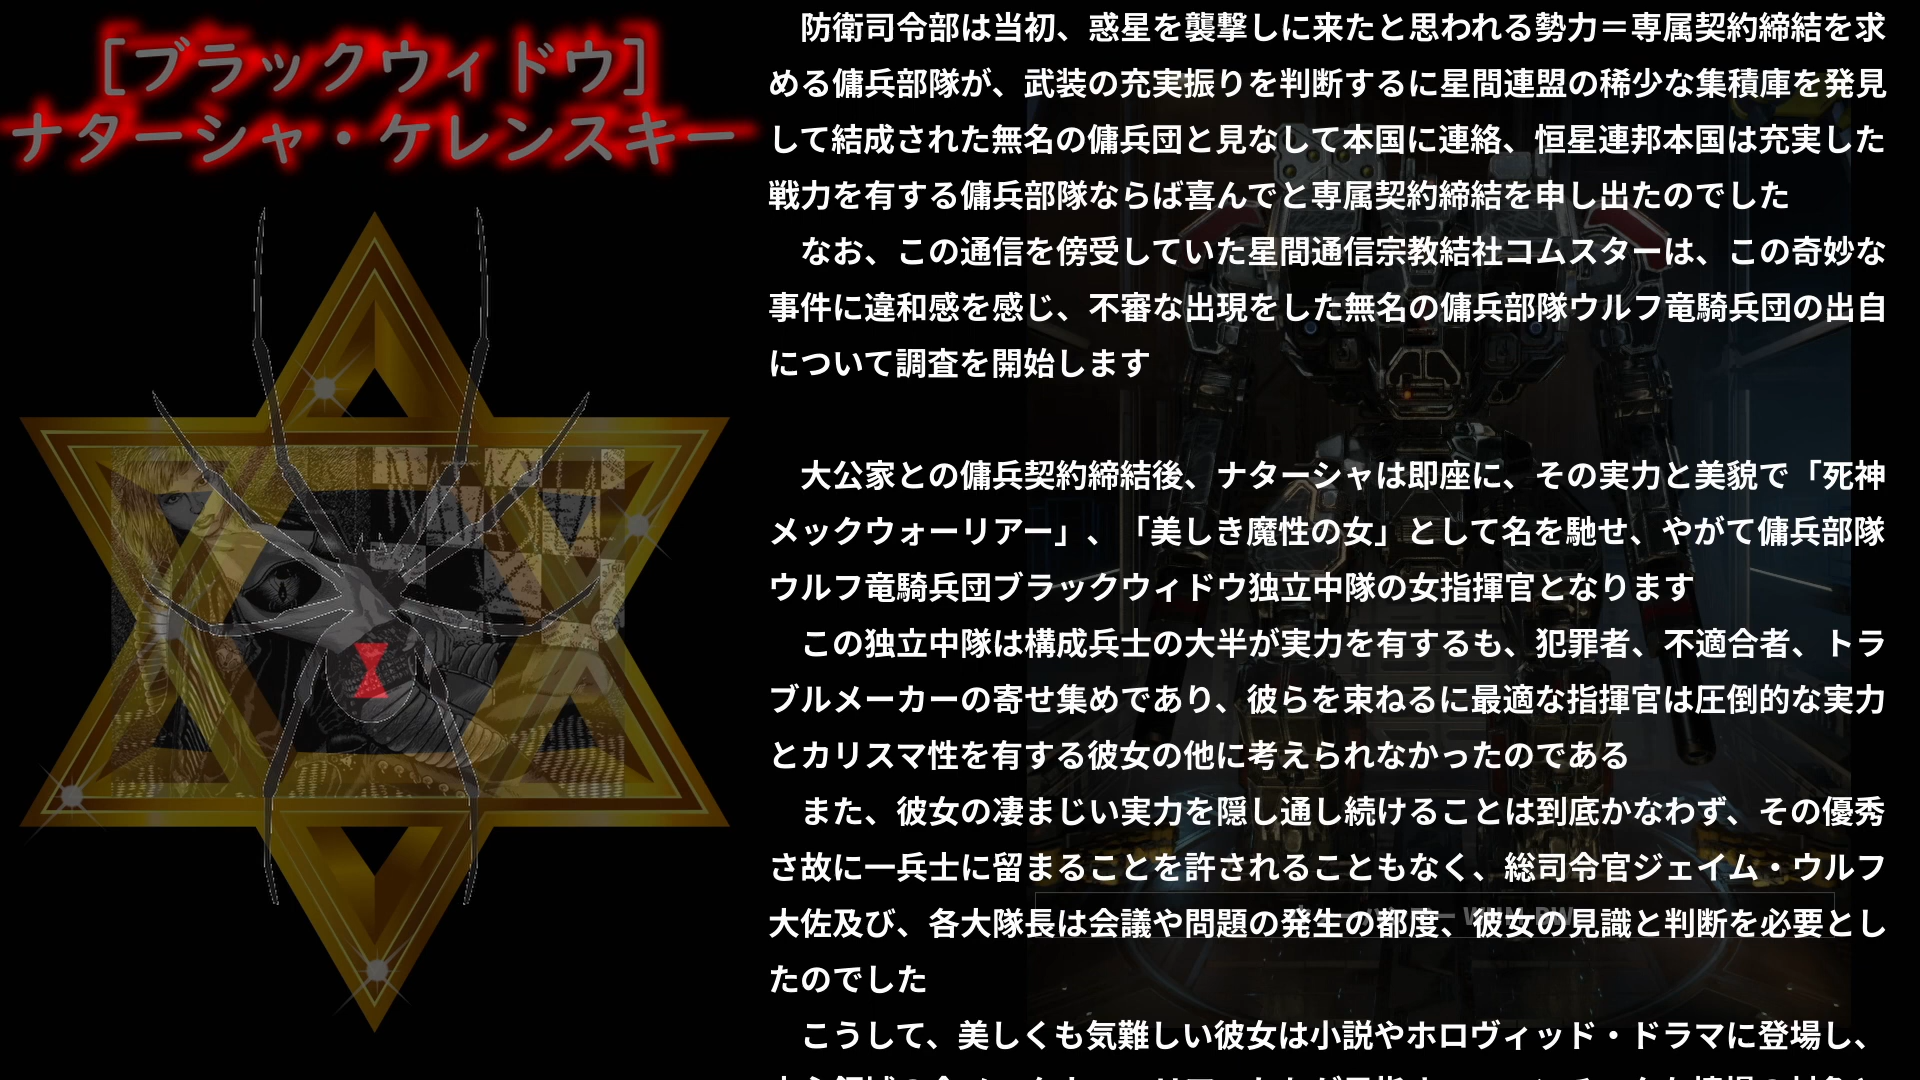 [ブラックウィドウ]
ナターシャ・ケレンスキー
防衛司令部は当初、惑星を襲撃しに来たと思われる勢力＝専属契約締結を求
める傭兵部隊が、武装の充実振りを判断するに星間連盟の稀少な集積庫を発見
して結成された無名の傭兵団と見なして本国に連絡、恒星連邦本国は充実した
戦力を有する傭兵部隊ならば喜んでと専属契約締結を申し出たのでした
なお、この通信を傍受していた星間通信宗教結社コムスターは、この奇妙な
事件に違和感を感じ、不審な出現をした無名の傭兵部隊ウルフ竜騎兵団の出自
について調査を開始します
大公家との傭兵契約締結後、ナターシャは即座に、その実力と美貌で「死神
メックウォーリアー」、「美しき魔性の女」として名を馳せ、やがて傭兵部隊
ウルフ竜騎兵団ブラックウィドウ独立中隊の女指揮官となります
この独立中隊は構成兵士の大半が実力を有するも、犯罪者、不適合者、トラ
ブルメーカーの寄せ集めであり、彼らを束ねるに最適な指揮官は圧倒的な実力
とカリスマ性を有する彼女の他に考えられなかったのである
また、彼女の凄まじい実力を隠し通し続けることは到底かなわず、その優秀
さ故に一兵士に留まることを許されることもなく、総司令官ジェイム・ウルフ
大佐及び、各大隊長は会議や問題の発生の都度、彼女の見識と判断を必要とし
たのでした
こうして、美しくも気難しい彼女は小説やホロヴィッド・ドラマに登場し、